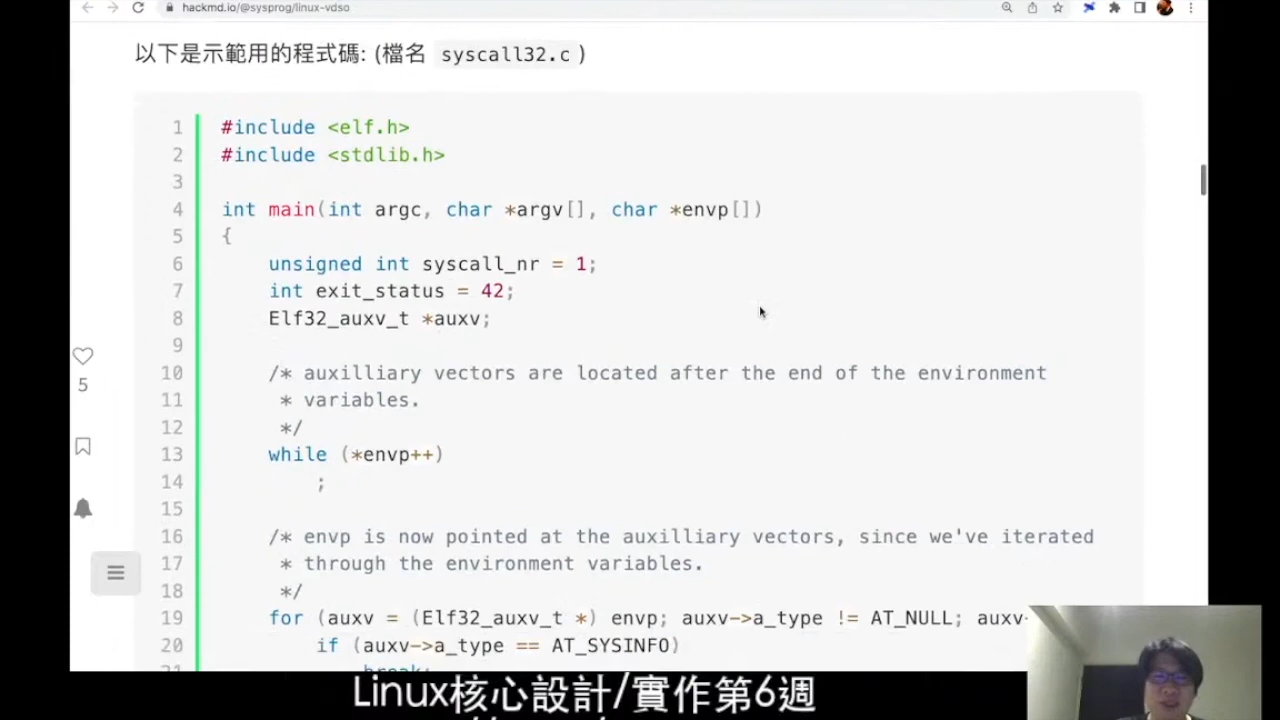 hackmd.io/@sysprog/linux-vdso
以下是示範用的程式碼: (檔名 syscall32.c )
1 #include <elf.h>
2 #include <stdlib.h>
3
4 int main(int argc, char *argv[], char *envp[])
5 {
6 unsigned int syscall_nr = 1;
7 int exit_status = 42;
8 Elf32_auxv_t *auxv;
9
10 /* auxilliary vectors are located after the end of the environment
11 * variables.
12 */
13 while (*envp++)
14 ;
15
16 /* envp is now pointed at the auxilliary vectors, since we've iterated
17 * through the environment variables.
18 */
19 for (auxv = (Elf32_auxv_t *) envp; auxv->a_type != AT_NULL; auxv
20 if (auxv->a_type == AT_SYSINFO)
21 break;
5
Linux核心設計/實作第6週